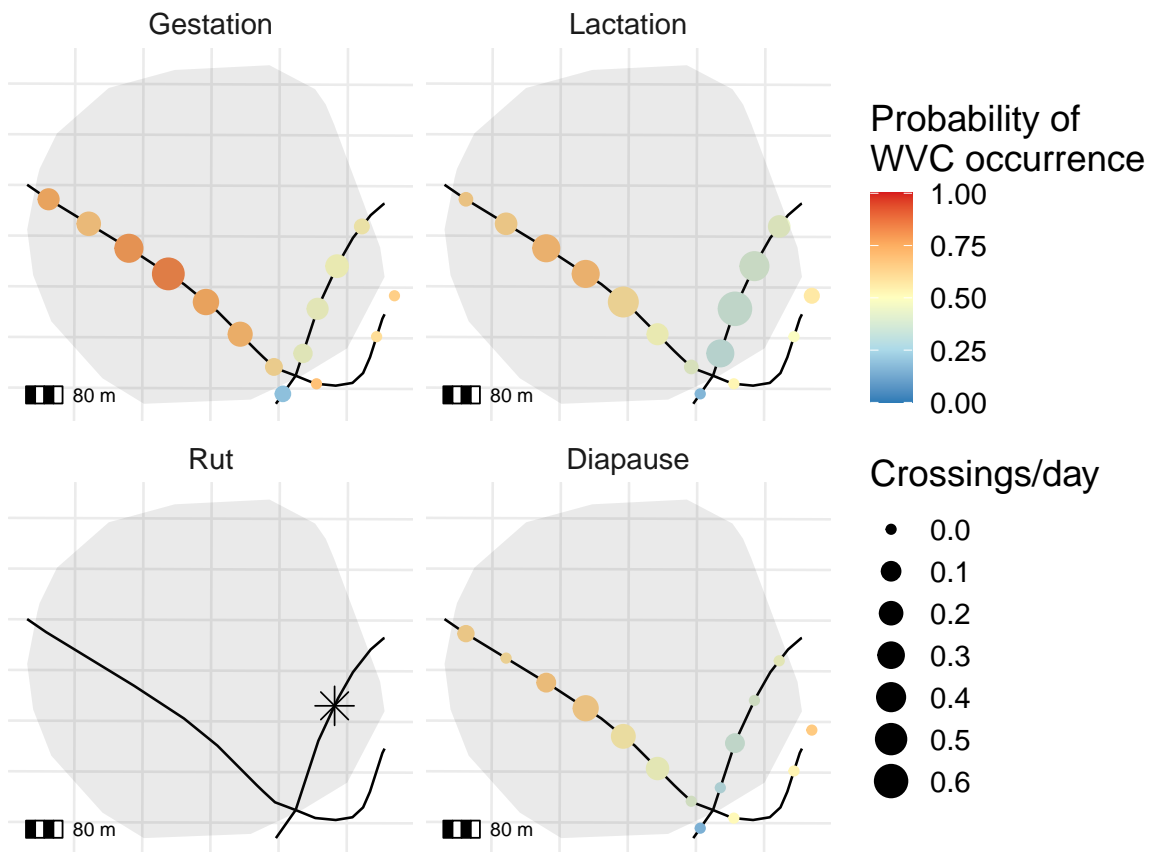 Gestation
Lactation
80 m
80 m
Rut
Diapause
80 m
80 m
Probability of
WVC occurrence
1.00
0.75
0.50
0.25
0.00
Crossings/day
0.0
0.1
0.2
0.3
0.4
0.5
0.6